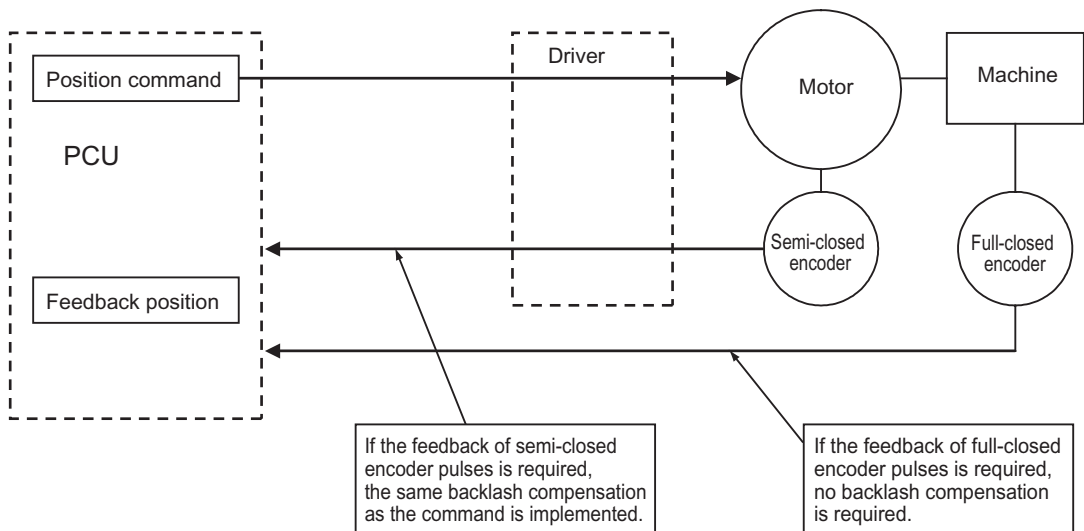 Position command
Driver
Motor
Machine
PCU
Semi-closed
encoder
Full-closed
encoder
Feedback position
If the feedback of semi-closed
encoder pulses is required,
the same backlash compensation
as the command is implemented.
If the feedback of full-closed
encoder pulses is required,
no backlash compensation
is required.